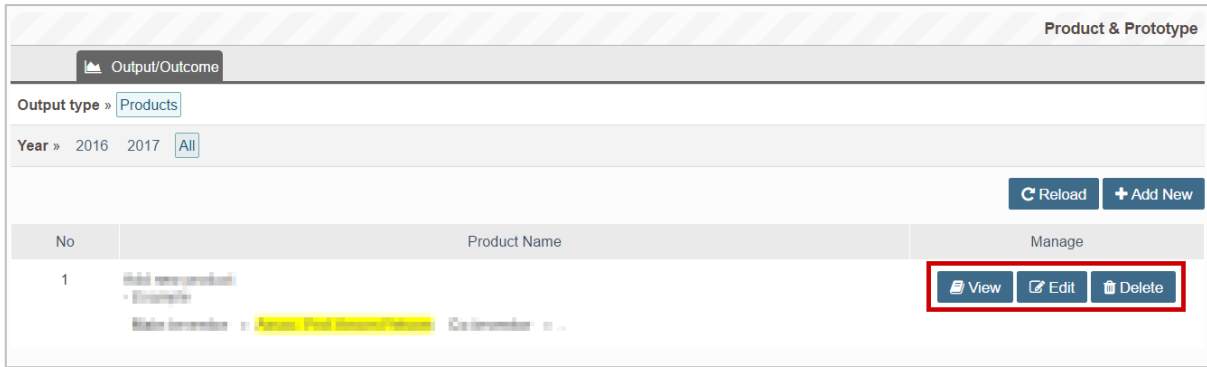 Product & Prototype
Output/Outcome
Output type » Products
Year » 2016 2017 All
Reload Add New
No Product Name Manage
1 View Edit Delete